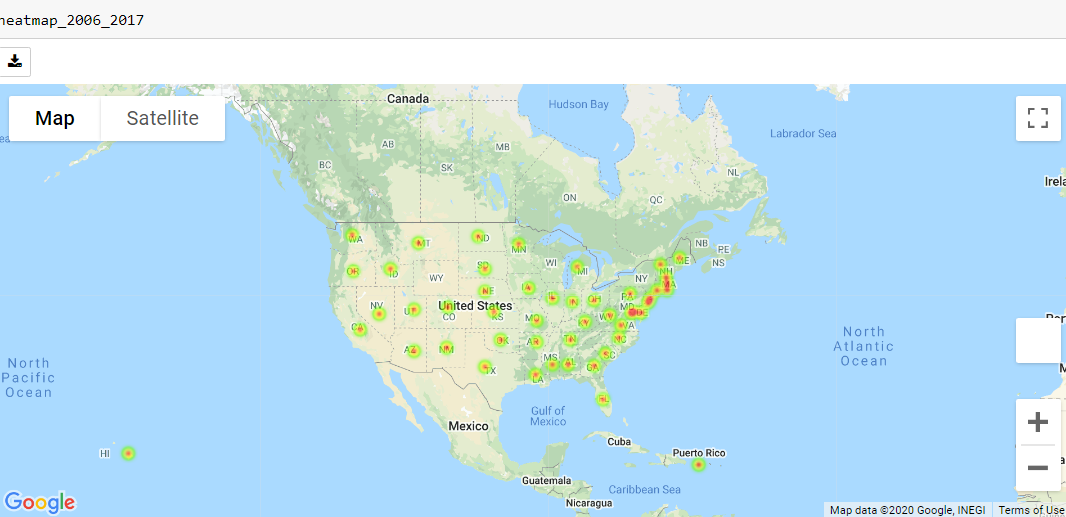 heatmap_2006_2017
Map
Satellite
Canada
Hudson Bay
Labrador Sea
AB
MB
BC
SK
NL
ON
QC
WA
MT
ND
MN
NB
PE
NS
OR
ID
SD
WY
WI
MI
NY
NH
ME
MA
NE
IA
NV
UT
CO
United States
KS
IL
IN
OH
PA
MD
DE
CA
MO
KY
WV
VA
AZ
NM
OK
AR
TN
NC
TX
LA
MS
AL
GA
SC
FL
North
Pacific
Ocean
North
Atlantic
Ocean
Gulf of
Mexico
Mexico
Cuba
Puerto Rico
HI
Guatemala
Caribbean Sea
Nicaragua
Google
Map data ©2020 Google, INEGI
Terms of Use